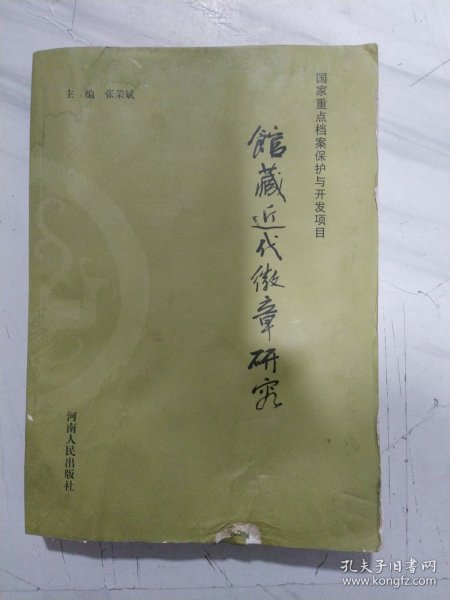 国家重点档案保护与开发项目
館藏近代徽章研究
主 编 张荣斌
河南人民出版社
孔夫子旧书网
www.kongfz.com